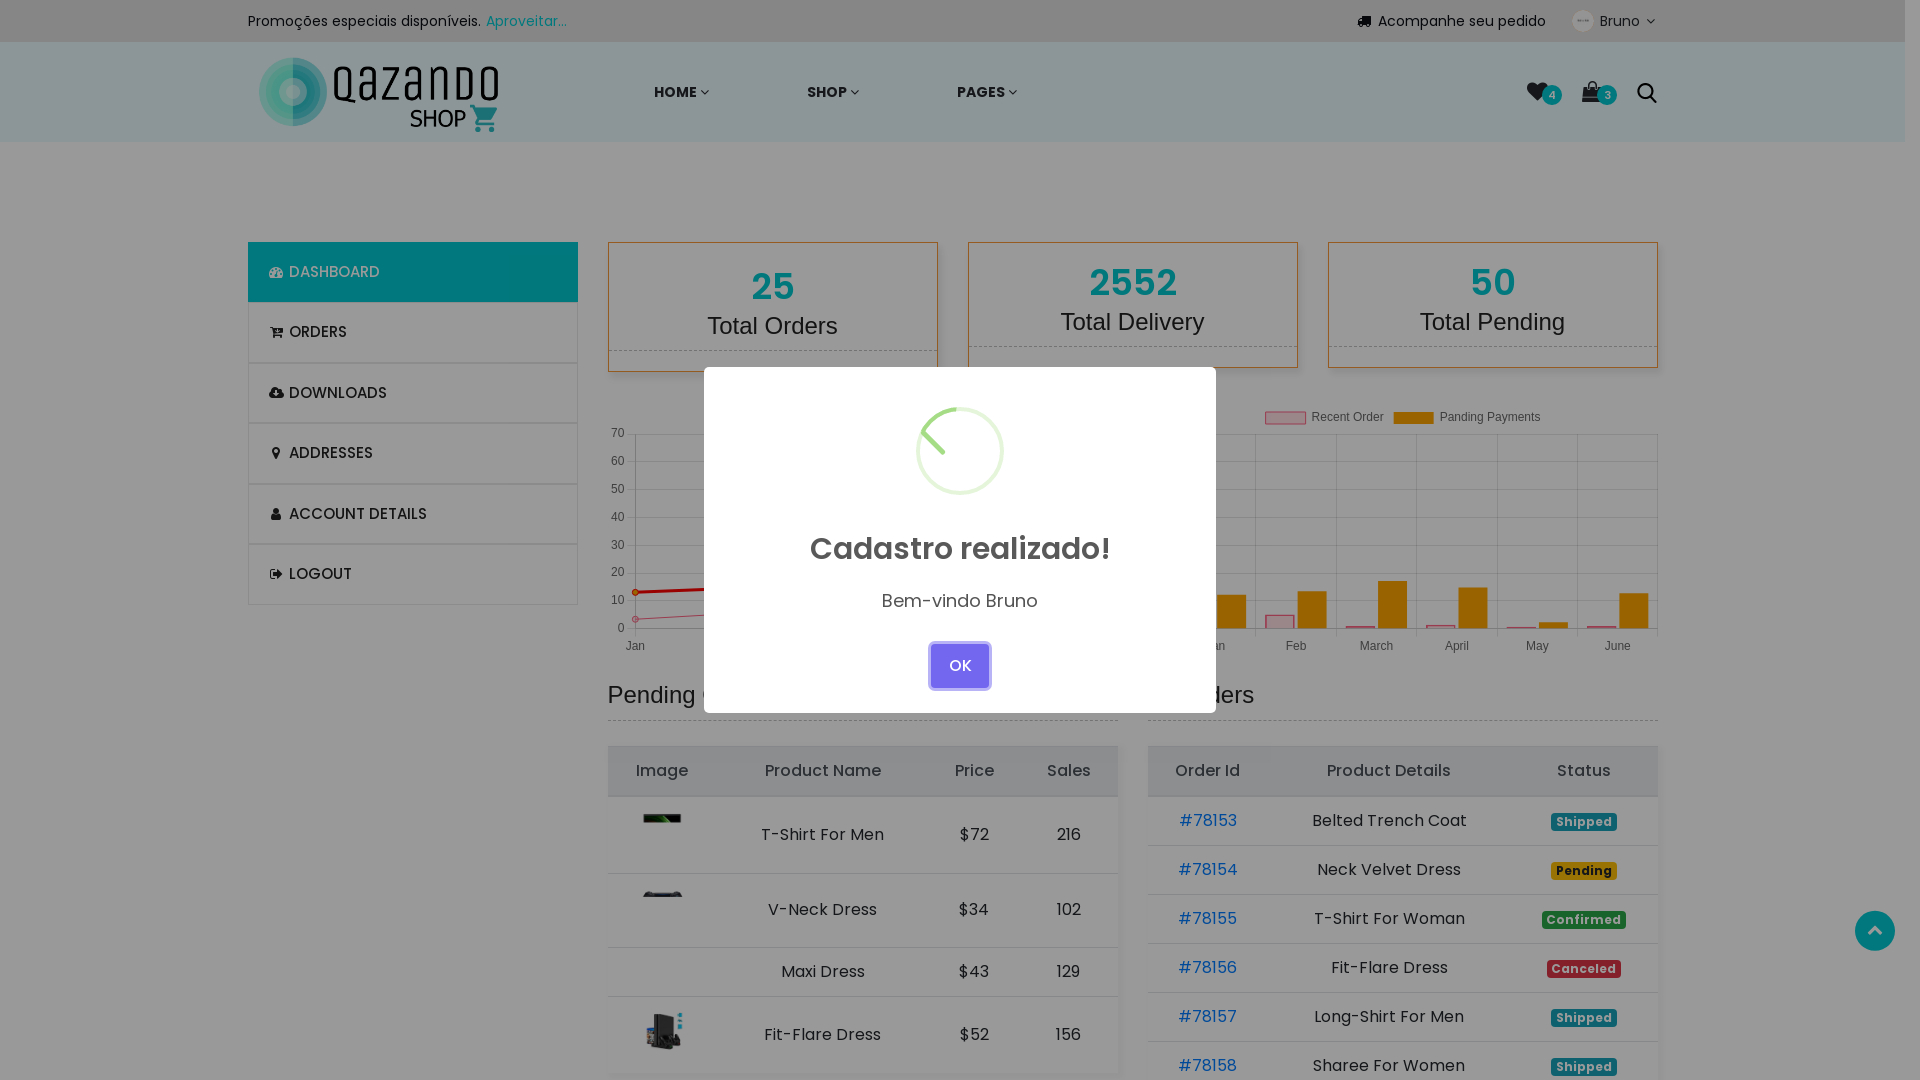 Promoções especiais disponíveis. Aproveitar...
Acompanhe seu pedido
Bruno
Qazando
SHOP
HOME
SHOP
PAGES
4
3
DASHBOARD
ORDERS
DOWNLOADS
ADDRESSES
ACCOUNT DETAILS
LOGOUT
25
Total Orders
2552
Total Delivery
50
Total Pending
Recent Order
Panding Payments
70
60
50
40
30
20
10
0
Jan
Feb
March
April
May
June
Cadastro realizado!
Bem-vindo Bruno
OK
Pending
Image Product Name Price Sales
T-Shirt For Men $72 216
V-Neck Dress $34 102
Maxi Dress $43 129
Fit-Flare Dress $52 156
Order Id Product Details Status
#78153 Belted Trench Coat Shipped
#78154 Neck Velvet Dress Pending
#78155 T-Shirt For Woman Confirmed
#78156 Fit-Flare Dress Canceled
#78157 Long-Shirt For Men Shipped
#78158 Sharee For Women Shipped